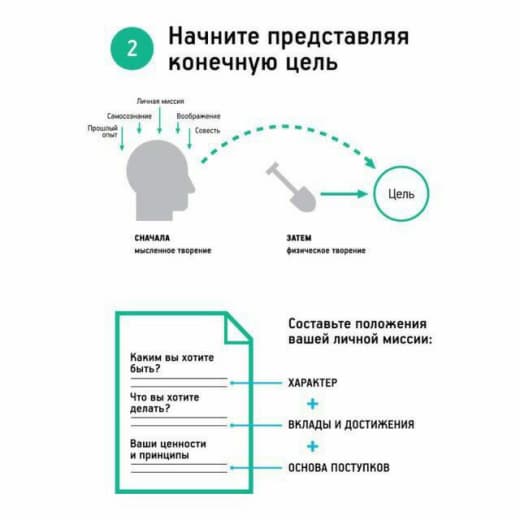 2
Начните представляя
конечную цель
Личная миссия
Самосознание
Воображение
Прошлый
опыт
Совесть
Цель
СНАЧАЛА
мысленное творение
ЗАТЕМ
физическое творение
Составьте положения
вашей личной миссии:
Каким вы хотите
быть?
ХАРАКТЕР
+
Что вы хотите
делать?
ВКЛАДЫ И ДОСТИЖЕНИЯ
+
Ваши ценности
и принципы
ОСНОВА ПОСТУПКОВ